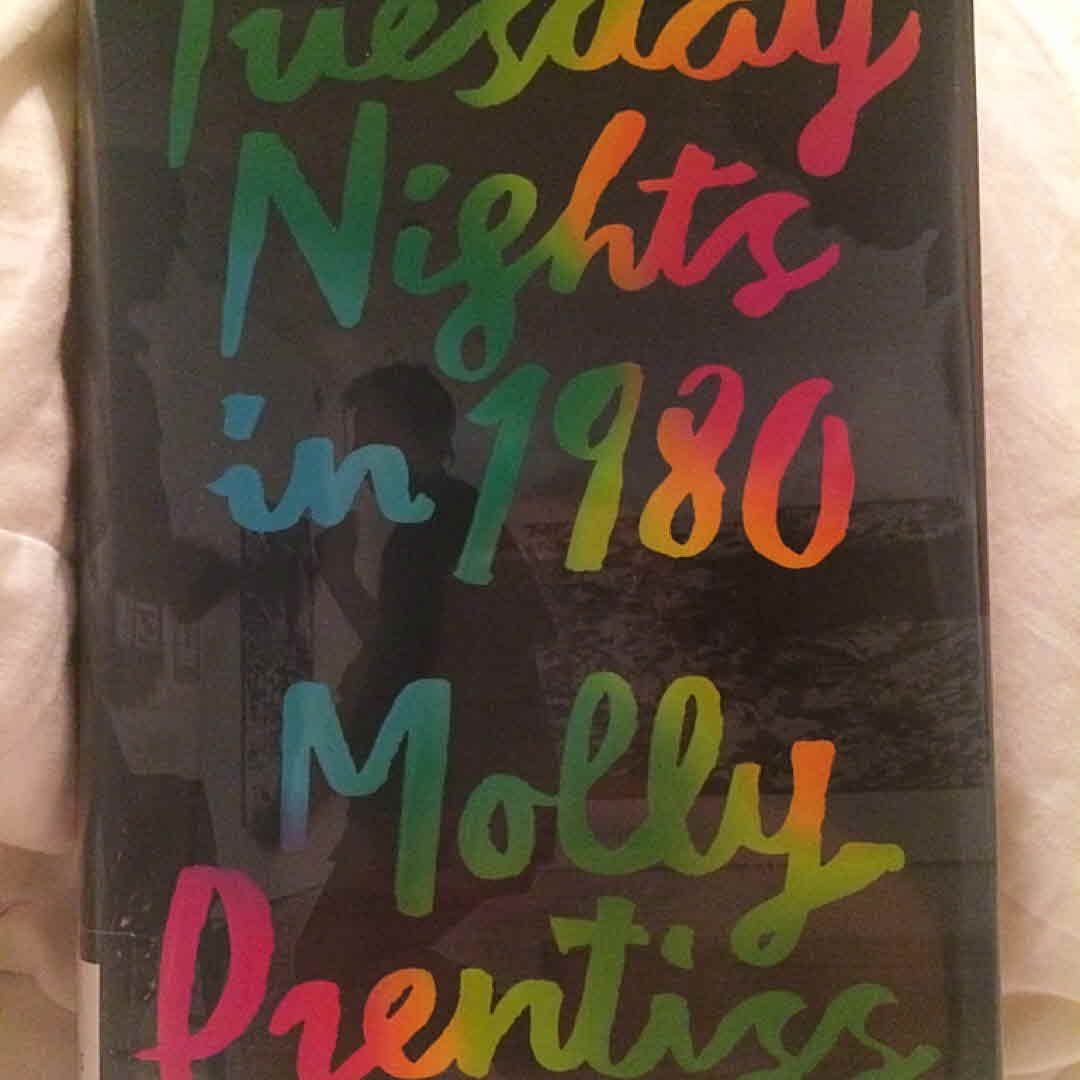 Tuesday
Nights
in 1980
Molly
Prentiss